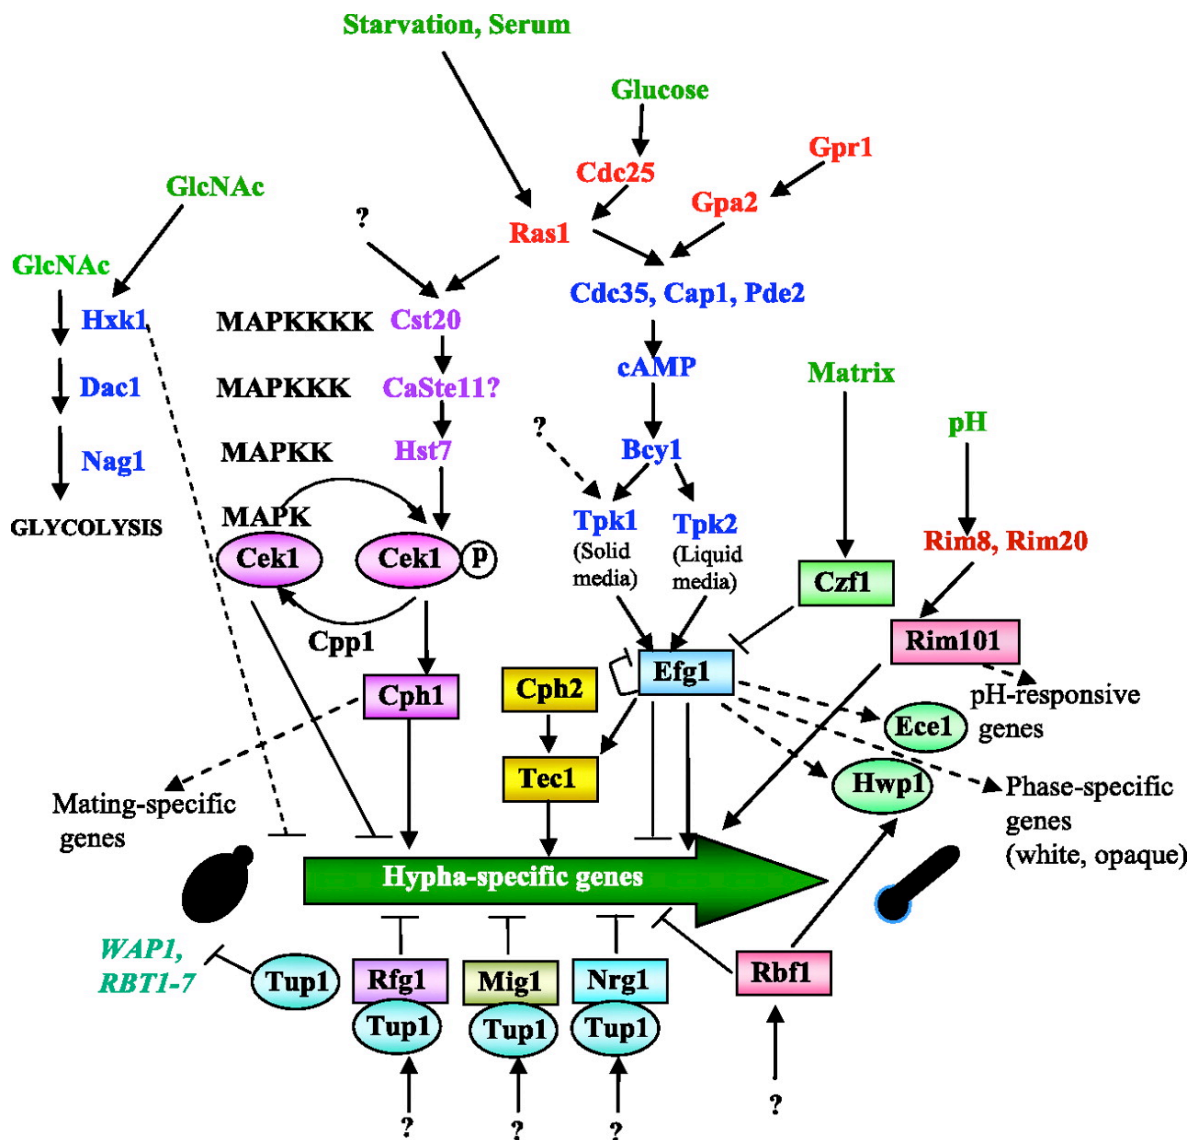 Starvation, Serum
Glucose
Cdc25
Gpr1
GlcNAc
Gpa2
?
Ras1
GlcNAc
Cdc35, Cap1, Pde2
Hxk1
MAPKKKK Cst20
cAMP
Matrix
Dac1
MAPKKK CaSte11?
?
pH
Nag1
MAPKK Hst7
Bcy1
GLYCOLYSIS
MAPK
Tpk1
(Solid
media)
Tpk2
(Liquid
media)
Rim8, Rim20
Cek1
Cek1
p
Czf1
Cpp1
Rim101
Cph1
Cph2
Efg1
pH-responsive
genes
Ece1
Tec1
Hwp1
Mating-specific
genes
Phase-specific
genes
(white, opaque)
Hypha-specific genes
WAP1,
RBT1-7
Tup1
Rfg1
Mig1
Nrg1
Rbf1
Tup1
Tup1
Tup1
?
?
?
?